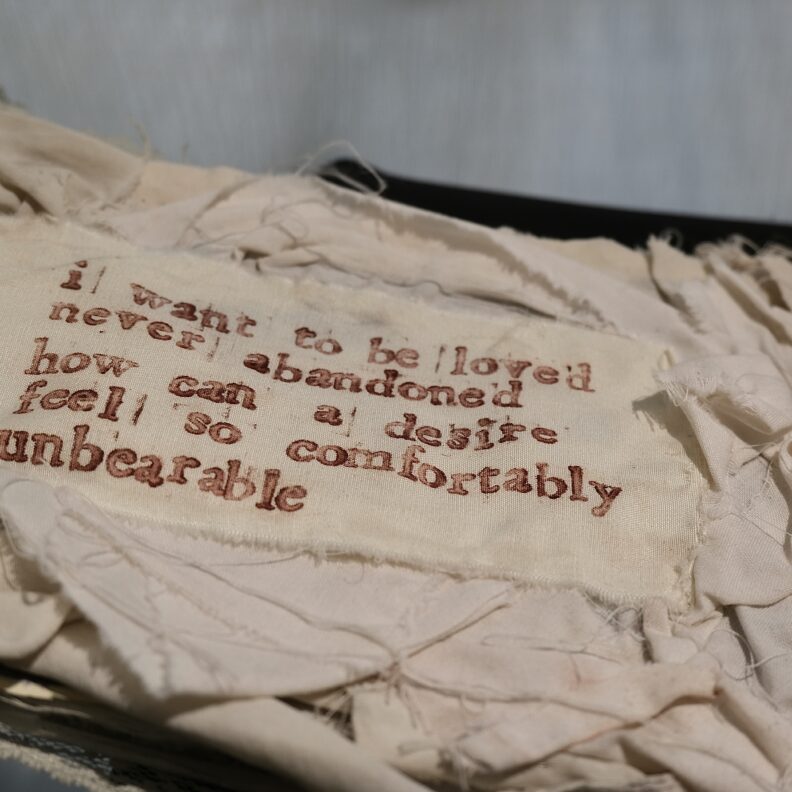 i want to be loved
never abandoned
how can a desire
feel so comfortably
unbearable